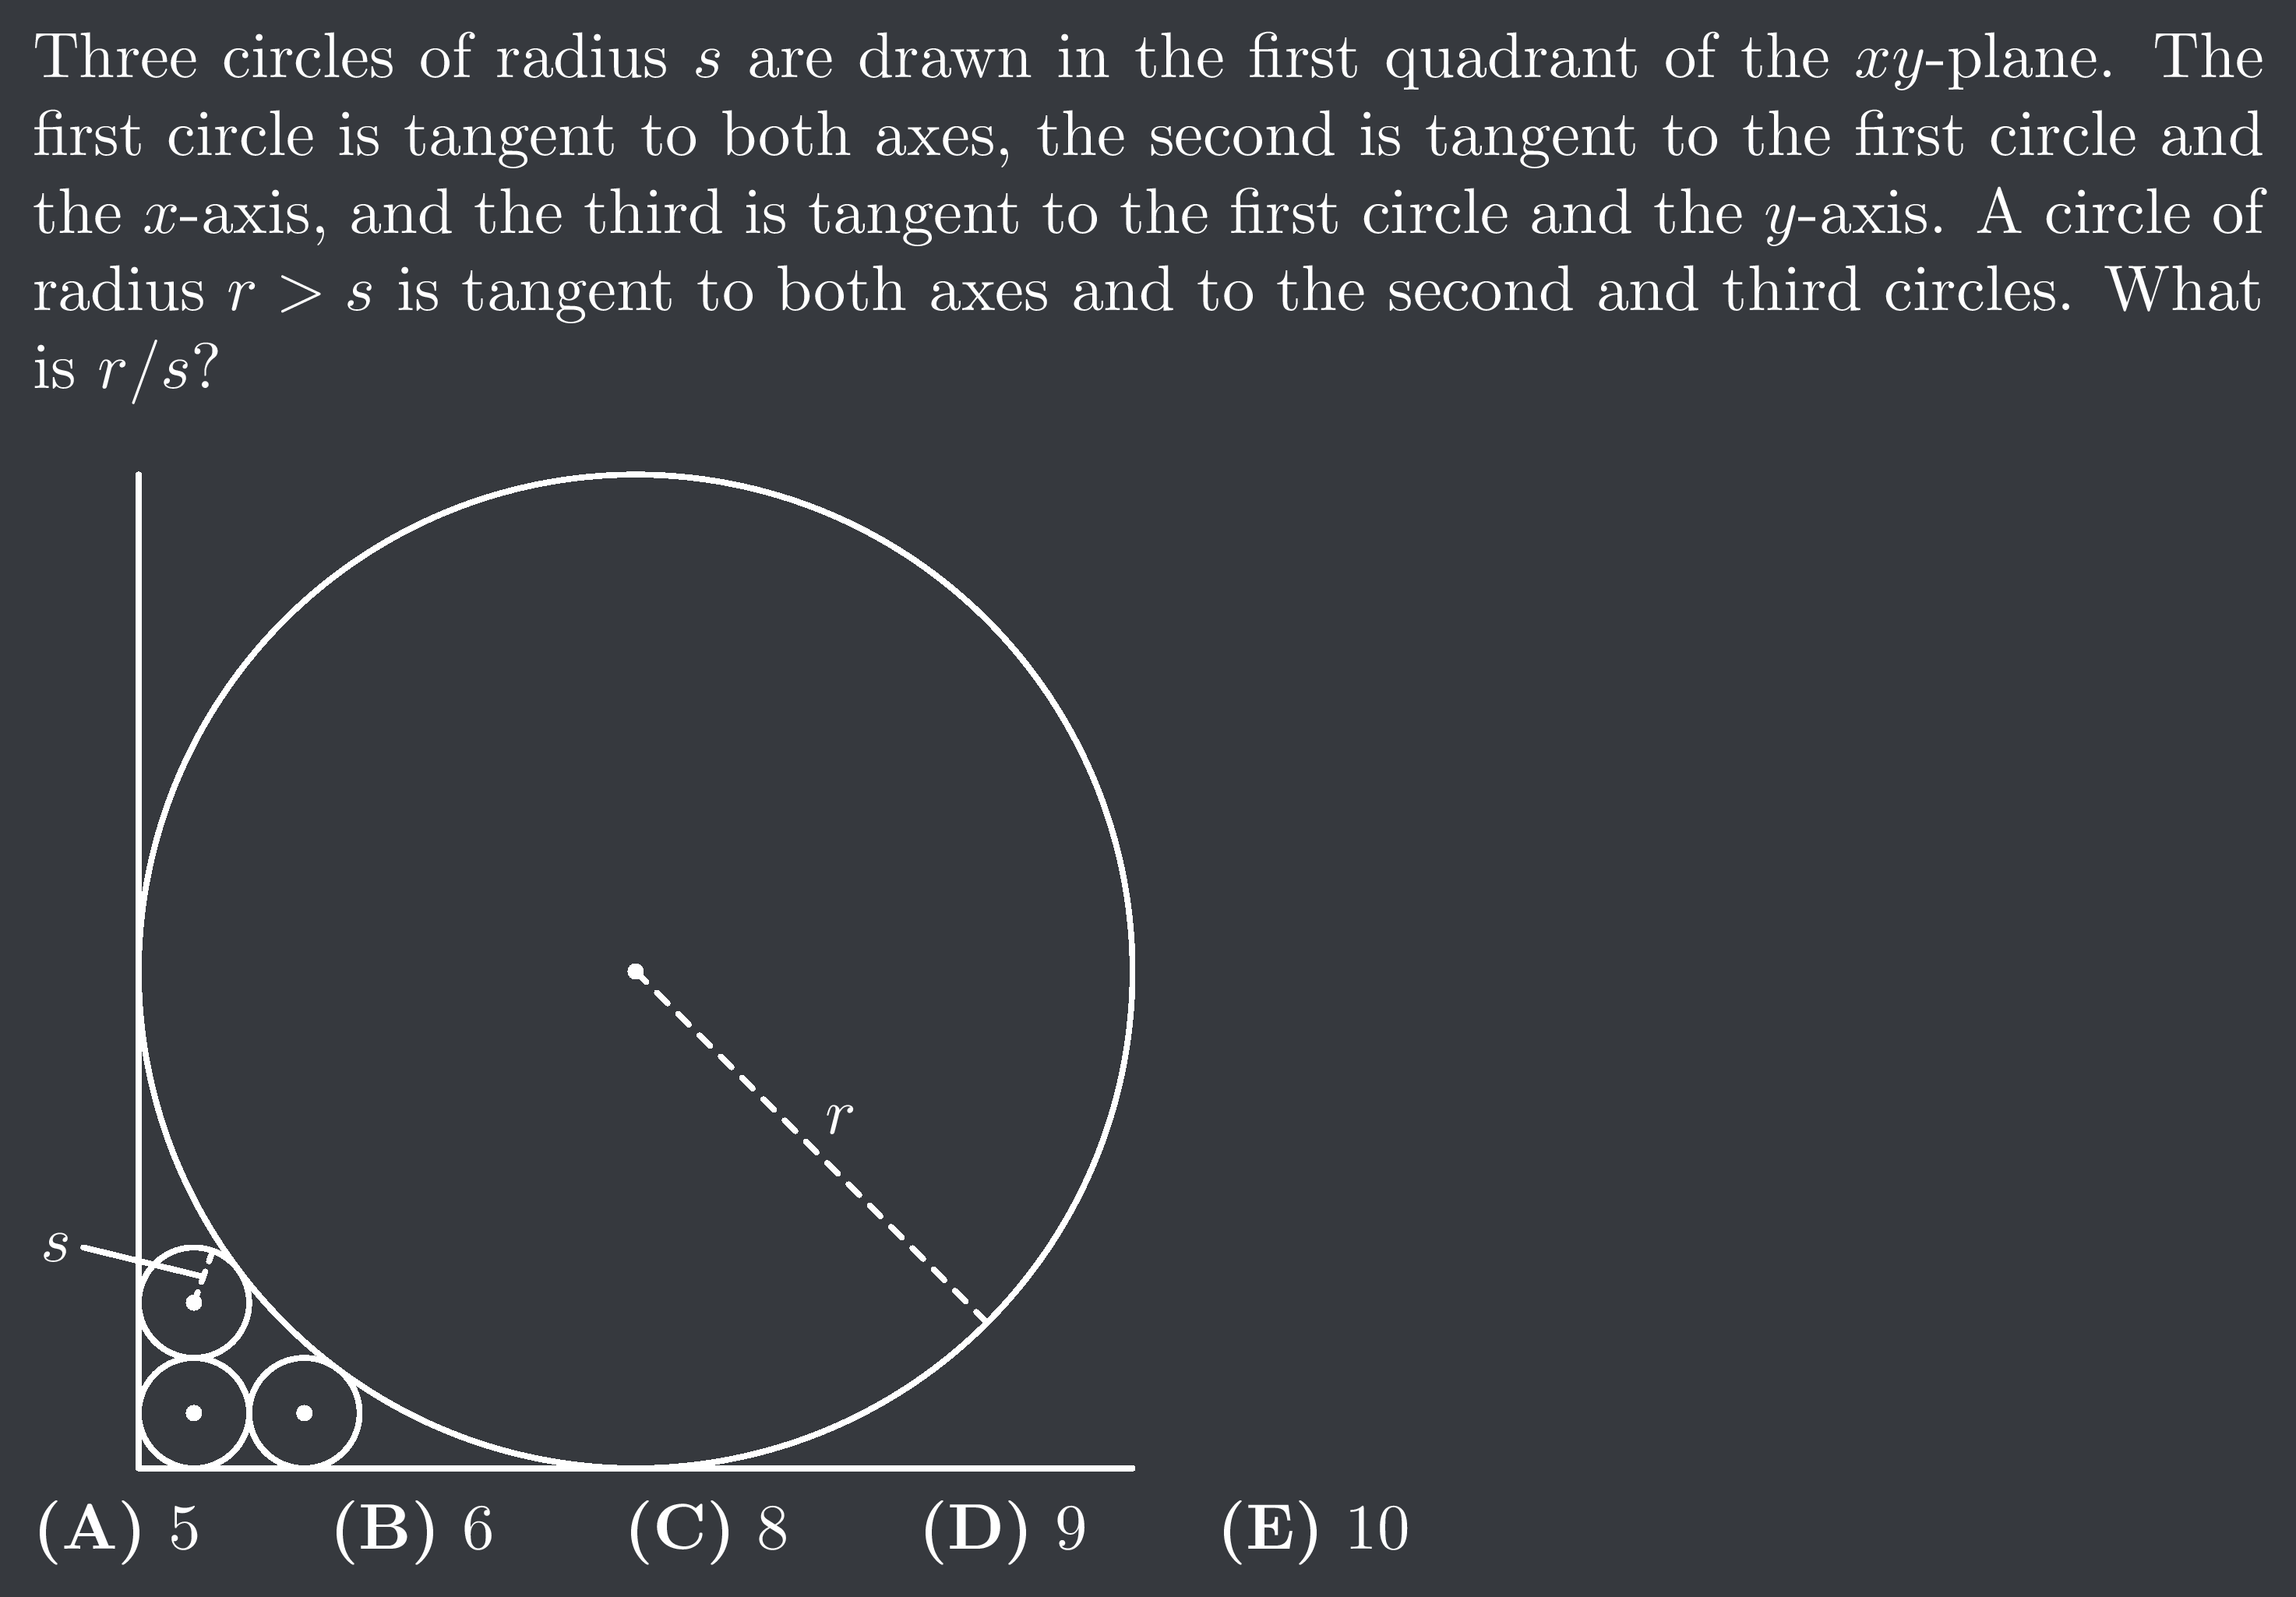 Three circles of radius s are drawn in the first quadrant of the xy-plane. The
first circle is tangent to both axes, the second is tangent to the first circle and
the x-axis, and the third is tangent to the first circle and the y-axis. A circle of
radius r > s is tangent to both axes and to the second and third circles. What
is r/s?
r
s
(A) 5 (B) 6 (C) 8 (D) 9 (E) 10